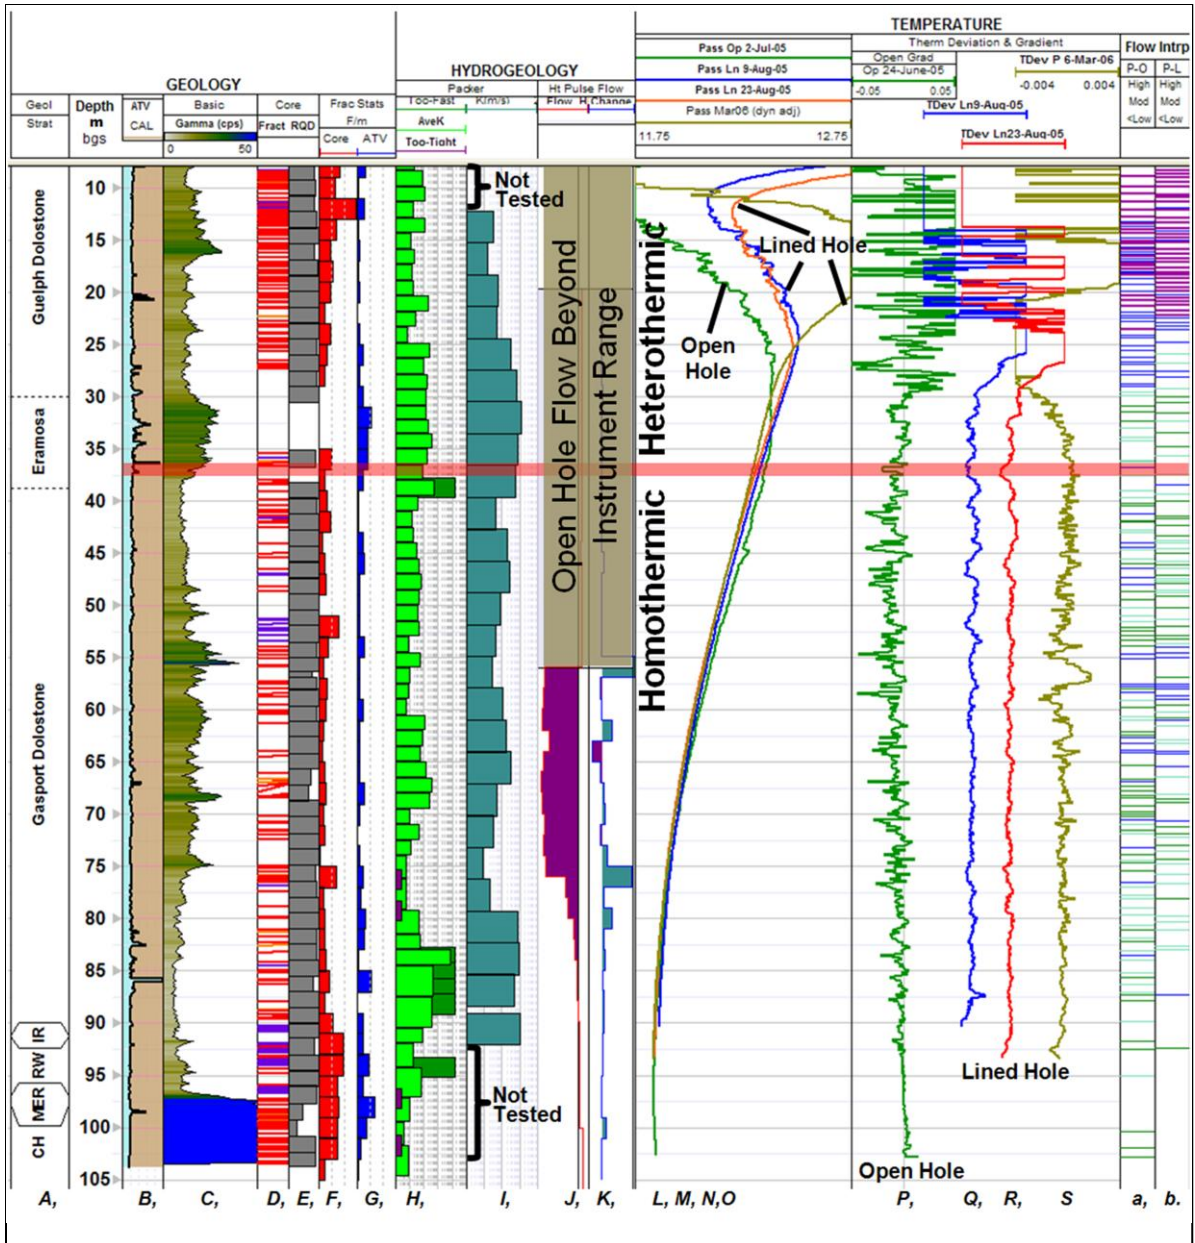 TEMPERATURE
Pass Op 2-Jul-05
Therm Deviation & Gradient
Flow Intrp
HYDROGEOLOGY
Pass Ln 9-Aug-05
Open Grad
TDev P 6-Mar-06
P-O P-L
GEOLOGY
Packer
Ht Pulse Flow
Pass Ln 23-Aug-05
Op 24-June-05
-0.004 0.004
High High
Geol
Depth
ATV
Basic
Core
Frac Stats
Too-Fast
K(m/s)
Flow
Change
Pass Mar06 (dyn adj)
-0.05 0.05
TDev Ln9-Aug-05
Mod Mod
Strat
m
CAL
Gamma (cps)
Fract RQD
F/m
AveK
<Low <Low
bgs
0 50
Core ATV
Too-Tight
11.75 12.75
TDev Ln23-Aug-05
Guelph Dolostone
Eramosa
Gasport Dolostone
IR
RW
MER
CH
10
15
20
25
30
35
40
45
50
55
60
65
70
75
80
85
90
95
100
105
Not
Tested
Not
Tested
Open Hole Flow Beyond
Instrument Range
Heterothermic
Homothermic
Lined Hole
Open
Hole
Lined Hole
Open Hole
A, B, C, D, E, F, G, H, I, J, K, L, M, N,O P, Q, R, S a, b.